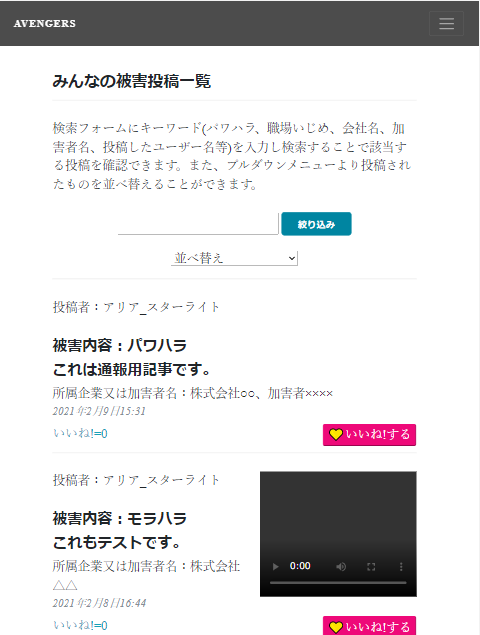 AVENGERS
みんなの被害投稿一覧
検索フォームにキーワード(パワハラ、職場いじめ、会社名、加
害者名、投稿したユーザー名等)を入力し検索することで該当す
る投稿を確認できます。また、プルダウンメニューより投稿され
たものを並べ替えることができます。
絞り込み
並べ替え
投稿者：アリア_スターライト
被害内容：パワハラ
これは通報用記事です。
所属企業又は加害者名：株式会社○○、加害者××××
2021年2月9日15:31
いいね!=0
いいね!する
投稿者：アリア_スターライト
被害内容：モラハラ
これもテストです。
所属企業又は加害者名：株式会社
△△
2021年2月8日16:44
0:00
いいね!=0
いいね!する